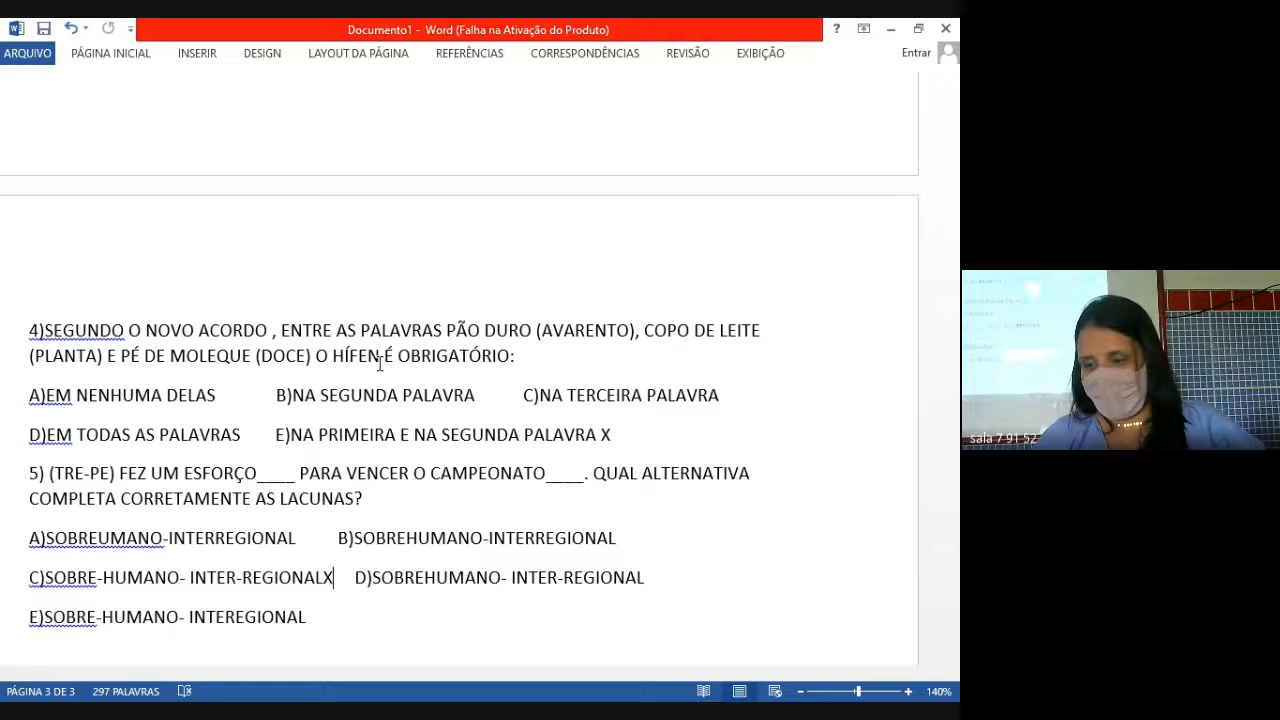 Documento1 - Word (Falha na Ativação do Produto)
ARQUIVO PÁGINA INICIAL INSERIR DESIGN LAYOUT DA PÁGINA REFERÊNCIAS CORRESPONDÊNCIAS REVISÃO EXIBIÇÃO Entrar
4)SEGUNDO O NOVO ACORDO , ENTRE AS PALAVRAS PÃO DURO (AVARENTO), COPO DE LEITE
(PLANTA) E PÉ DE MOLEQUE (DOCE) O HÍFEN É OBRIGATÓRIO:
A)EM NENHUMA DELAS B)NA SEGUNDA PALAVRA C)NA TERCEIRA PALAVRA
D)EM TODAS AS PALAVRAS E)NA PRIMEIRA E NA SEGUNDA PALAVRA X
5) (TRE-PE) FEZ UM ESFORÇO____ PARA VENCER O CAMPEONATO____. QUAL ALTERNATIVA
COMPLETA CORRETAMENTE AS LACUNAS?
A)SOBREUMANO-INTERREGIONAL B)SOBREHUMANO-INTERREGIONAL
C)SOBRE-HUMANO- INTER-REGIONALX D)SOBREHUMANO- INTER-REGIONAL
E)SOBRE-HUMANO- INTEREGIONAL
sala 7 91 52
PÁGINA 3 DE 3 297 PALAVRAS 140%